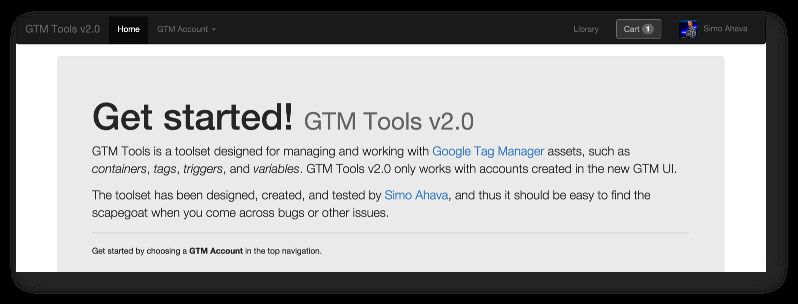 GTM Tools v2.0 Home GTM Account Library Cart 1 Simo Ahava
Get started! GTM Tools v2.0
GTM Tools is a toolset designed for managing and working with Google Tag Manager assets, such as
containers, tags, triggers, and variables. GTM Tools v2.0 only works with accounts created in the new GTM UI.
The toolset has been designed, created, and tested by Simo Ahava, and thus it should be easy to find the
scapegoat when you come across bugs or other issues.
Get started by choosing a GTM Account in the top navigation.